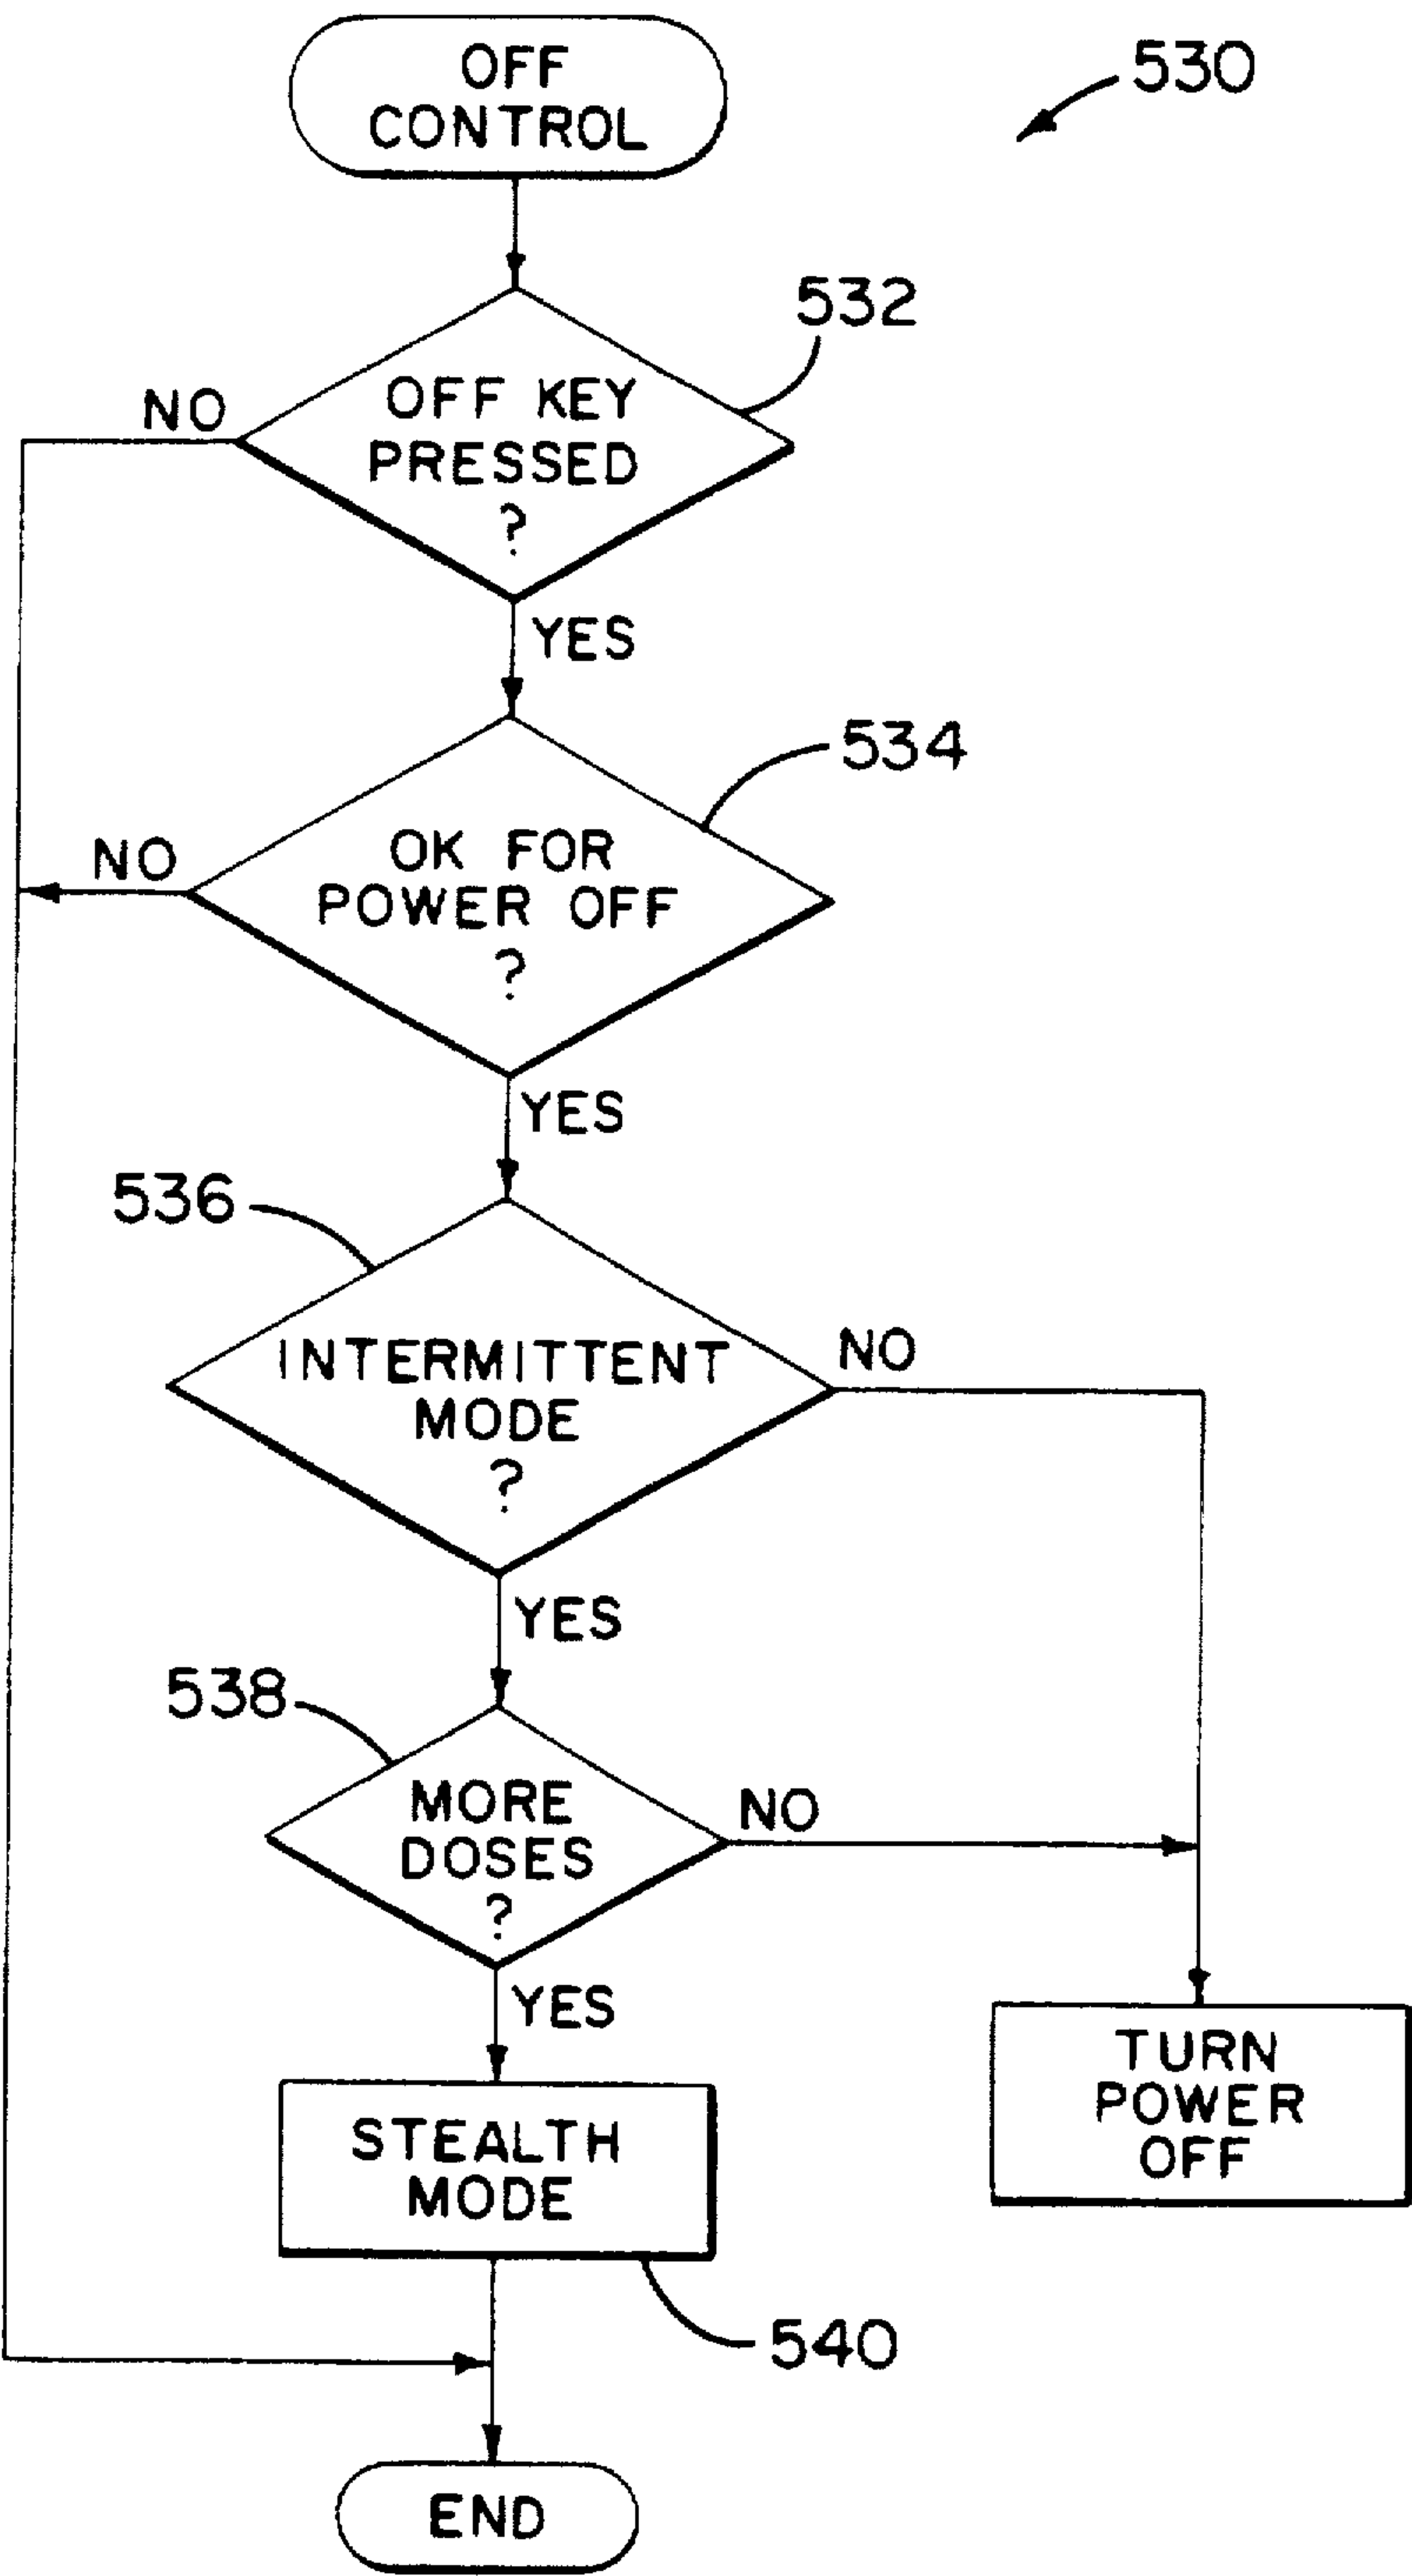 OFF
CONTROL
530
532
NO
OFF KEY
PRESSED
?
YES
534
NO
OK FOR
POWER OFF
?
YES
536
INTERMITTENT
MODE
?
NO
YES
538
MORE
DOSES
?
NO
YES
STEALTH
MODE
TURN
POWER
OFF
540
END